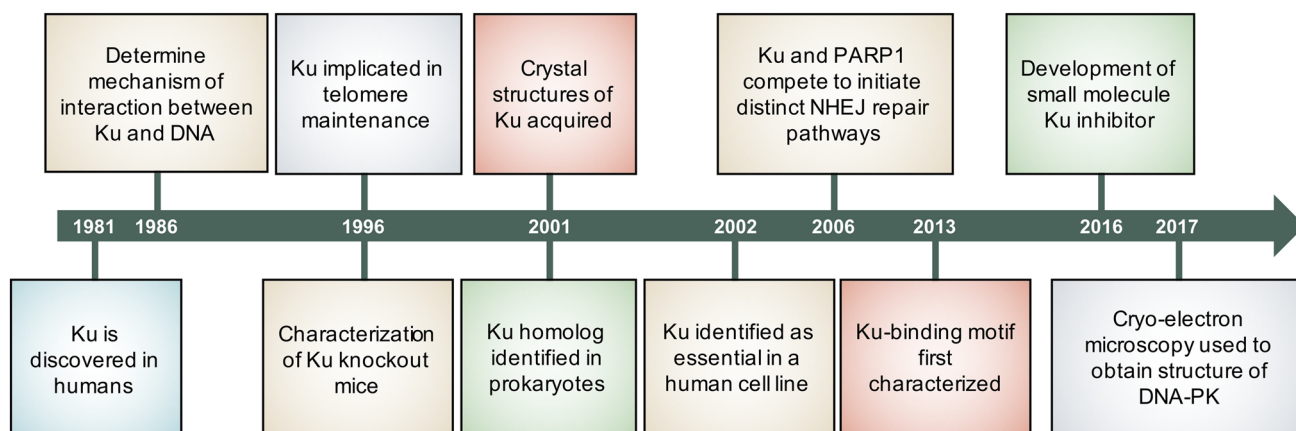 Determine
mechanism of
interaction between
Ku and DNA
Ku implicated in
telomere
maintenance
Crystal
structures of
Ku acquired
Ku and PARP1
compete to initiate
distinct NHEJ repair
pathways
Development of
small molecule
Ku inhibitor
1981 1986 1996 2001 2002 2006 2013 2016 2017
Ku is
discovered in
humans
Characterization
of Ku knockout
mice
Ku homolog
identified in
prokaryotes
Ku identified as
essential in a
human cell line
Ku-binding motif
first
characterized
Cryo-electron
microscopy used to
obtain structure of
DNA-PK